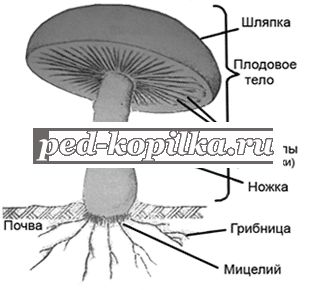 Шляпка
Плодовое
тело
ped-kopilka.ru
Ножка
Почва
Грибница
Мицелий